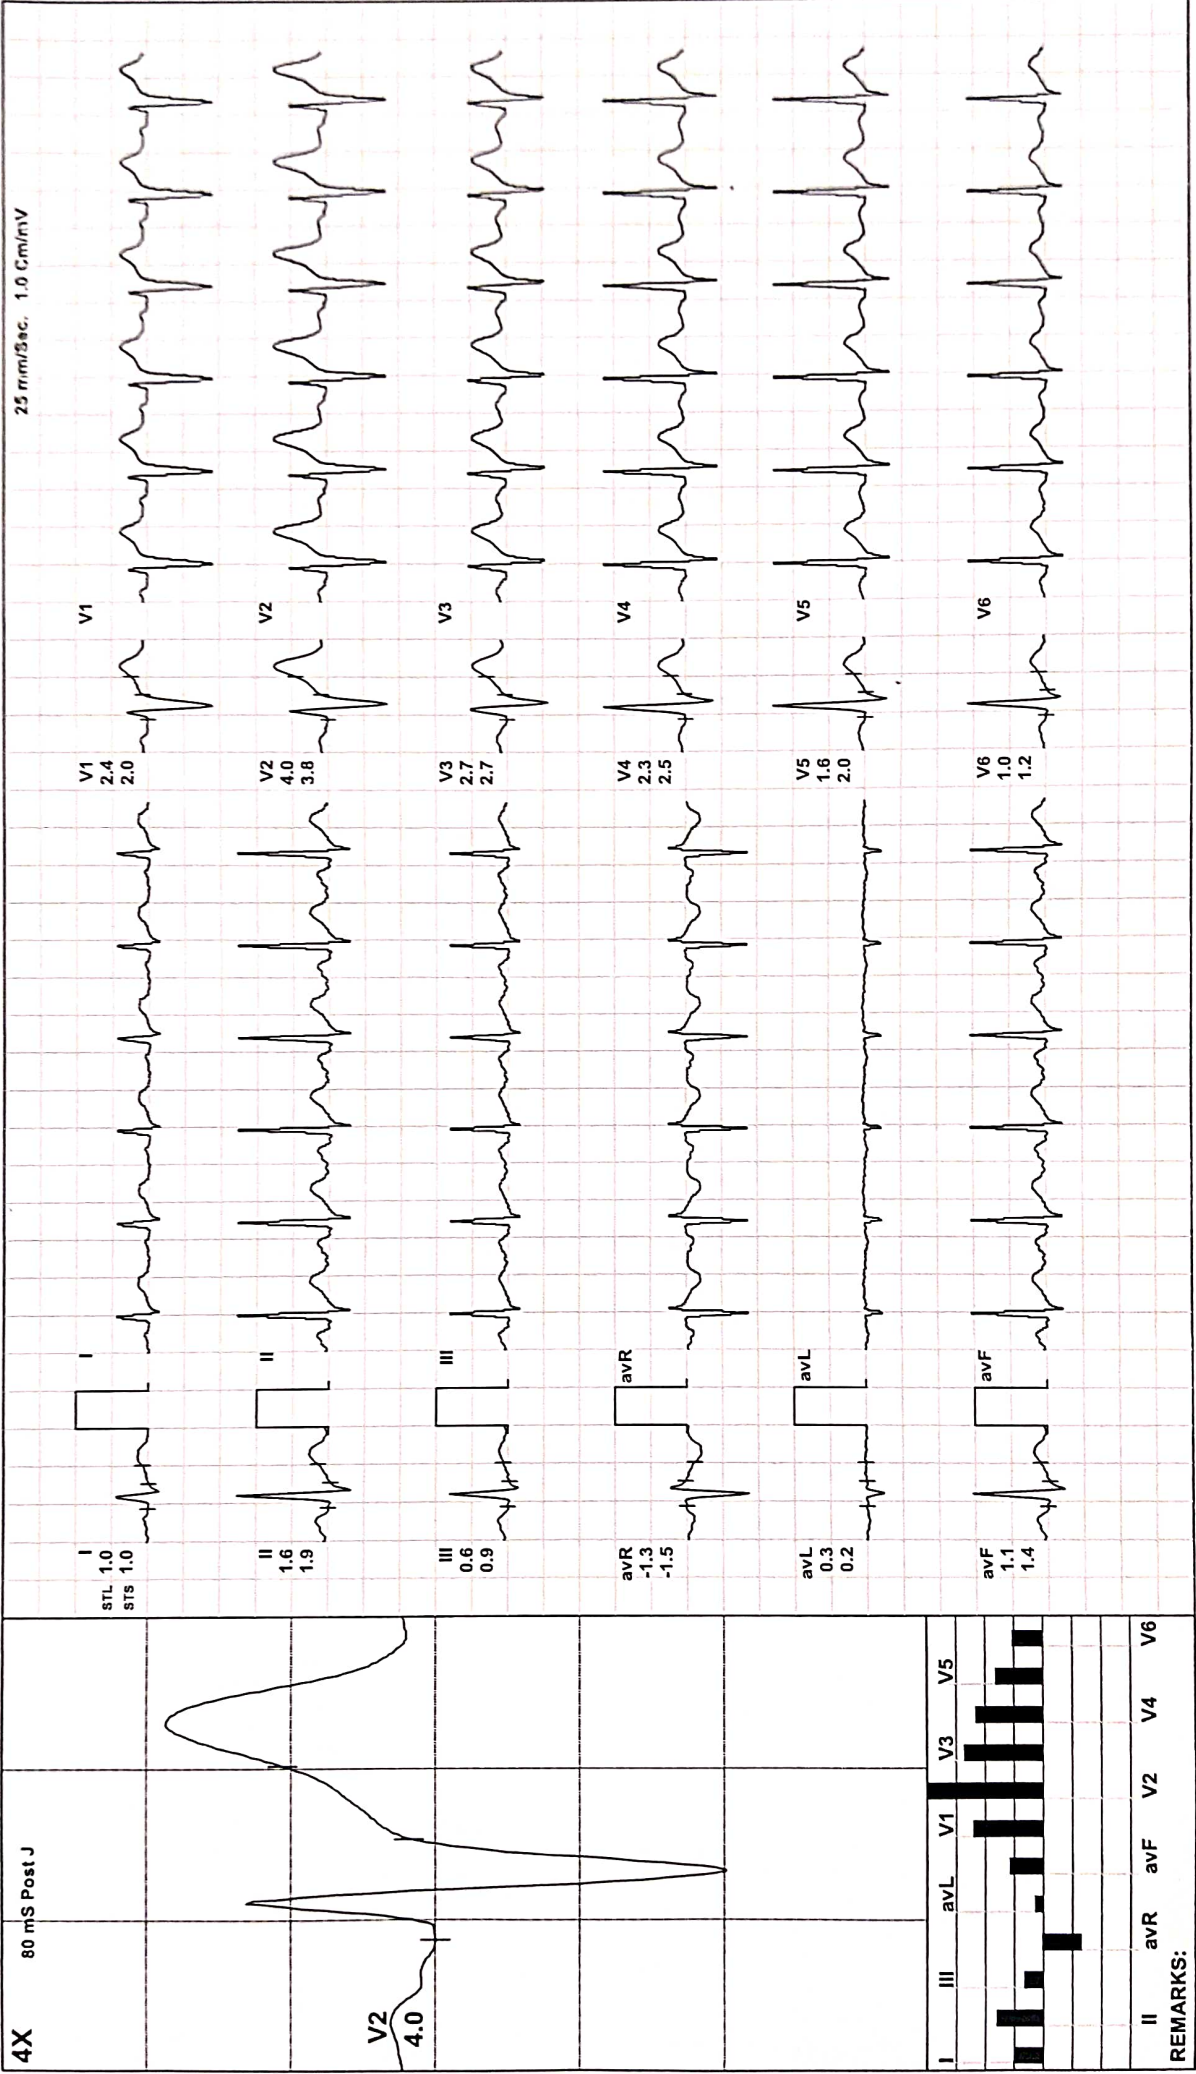 4X
80 mS Post J
25 mm/Sec. 1.0 Cm/mV
V2
4.0
I
STL 1.0
STS 1.0
I
V1
2.4
2.0
V1
II
1.6
1.9
II
V2
4.0
3.8
V2
III
0.6
0.9
III
V3
2.7
2.7
V3
avR
-1.3
-1.5
avR
V4
2.3
2.5
V4
avL
0.3
0.2
avL
V5
1.6
2.0
V5
avF
1.1
1.4
avF
V6
1.0
1.2
V6
I III avL V1 V3 V5
II avR avF V2 V4 V6
REMARKS: